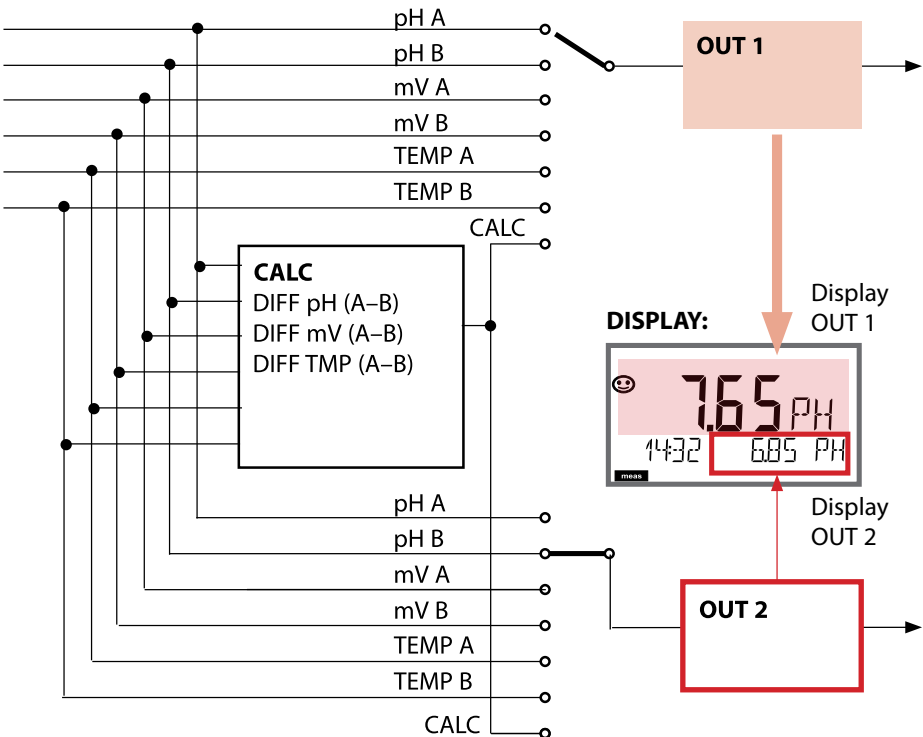 pH A
pH B
mV A
mV B
TEMP A
TEMP B
CALC
OUT 1
CALC
DIFF pH (A–B)
DIFF mV (A–B)
DIFF TMP (A–B)
Display
OUT 1
DISPLAY:
7.65 PH
14:32 6.85 PH
meas
Display
OUT 2
pH A
pH B
mV A
mV B
TEMP A
TEMP B
CALC
OUT 2